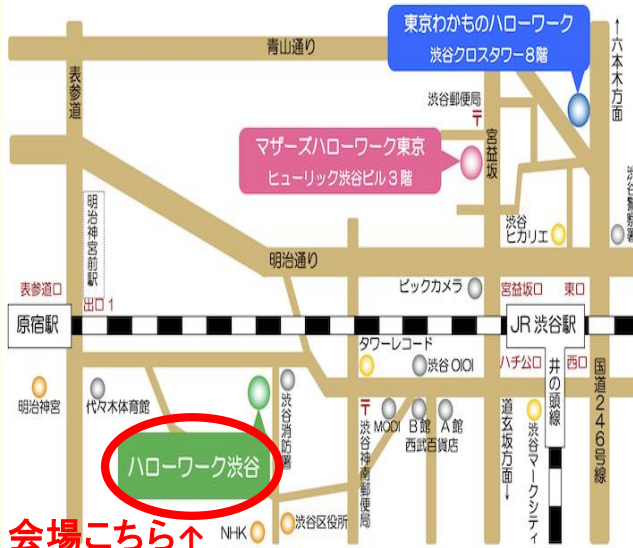 東京わかものハローワーク
渋谷クロスタワー8階
↑六本木方面
青山通り
表参道
渋谷郵便局
〒
宮益坂
マザーズハローワーク東京
ヒューリック渋谷ビル3階
渋谷警察署
明治神宮前駅
渋谷
ヒカリエ
明治通り
ビックカメラ
表参道口
出口1
宮益坂口
東口
原宿駅
JR渋谷駅
タワーレコード
渋谷OIOI
ハチ公口
西口
井の頭線
国道246号線
明治神宮
代々木体育館
渋谷消防署
〒
渋谷神南郵便局
MODI
B館
A館
西武百貨店
道玄坂方面→
渋谷マークシティ
ハローワーク渋谷
会場こちら↑
NHK
渋谷区役所